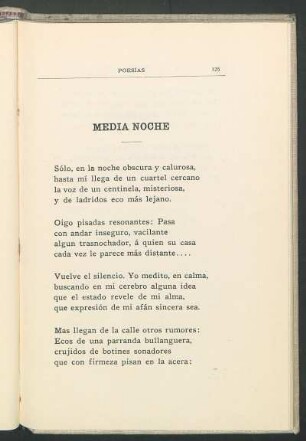 POESÍAS 125
MEDIA NOCHE
Sólo, en la noche obscura y calurosa,
hasta mí llega de un cuartel cercano
la voz de un centinela, misteriosa,
y de ladridos eco más lejano.
Oigo pisadas resonantes: Pasa
con andar inseguro, vacilante
algun trasnochador, á quien su casa
cada vez le parece más distante....
Vuelve el silencio. Yo medito, en calma,
buscando en mi cerebro alguna idea
que el estado revele de mi alma,
que expresión de mi afán sincera sea.
Mas llegan de la calle otros rumores:
Ecos de una parranda bullanguera,
crujidos de botines sonadores
que con firmeza pisan en la acera: